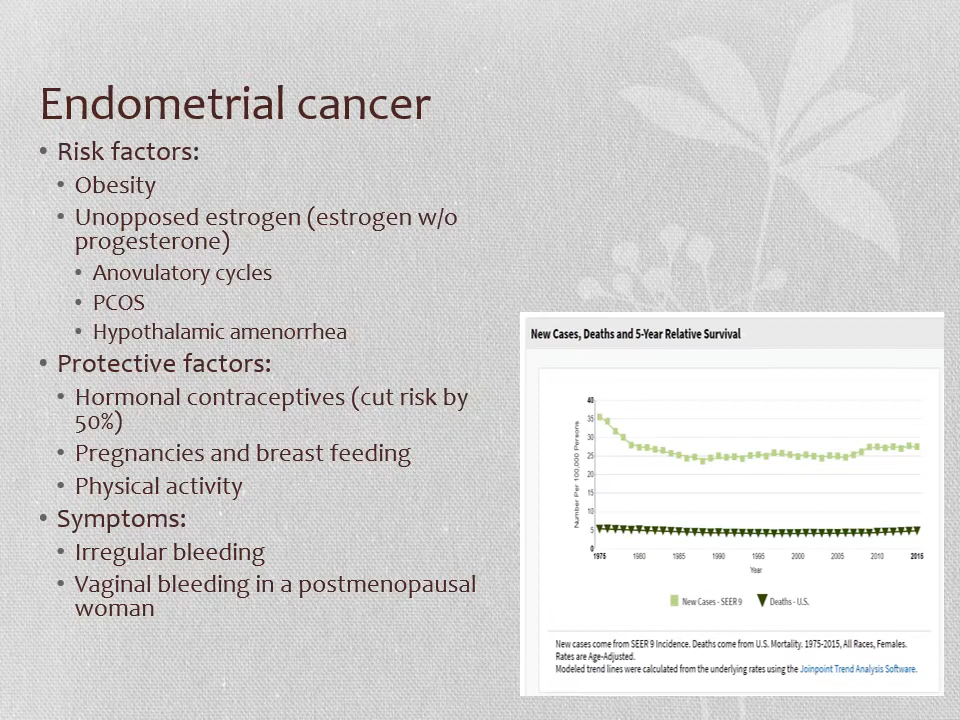 Endometrial cancer
• Risk factors:
• Obesity
• Unopposed estrogen (estrogen w/o
progesterone)
• Anovulatory cycles
• PCOS
• Hypothalamic amenorrhea
• Protective factors:
• Hormonal contraceptives (cut risk by
50%)
• Pregnancies and breast feeding
• Physical activity
• Symptoms:
• Irregular bleeding
• Vaginal bleeding in a postmenopausal
woman
New Cases, Deaths and 5-Year Relative Survival
Number Per 100,000 Persons
40
35
30
25
20
15
10
5
0
1975 1980 1985 1990 1995 2000 2005 2010 2015
Year
New Cases - SEER 9 Deaths - U.S.
New cases come from SEER 9 Incidence. Deaths come from U.S. Mortality. 1975-2015, All Races, Females.
Rates are Age-Adjusted.
Modeled trend lines were calculated from the underlying rates using the Joinpoint Trend Analysis Software.